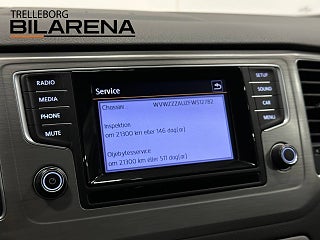 TRELLEBORG
BILARENA
RADIO
MEDIA
PHONE
MUTE
SETUP
SOUND
CAR
MENU
Service
Chassinr.:
Inspektion
om 21300 km eller 146 dag(ar)
Oljebytesservice
om 21300 km eller 511 dag(ar)